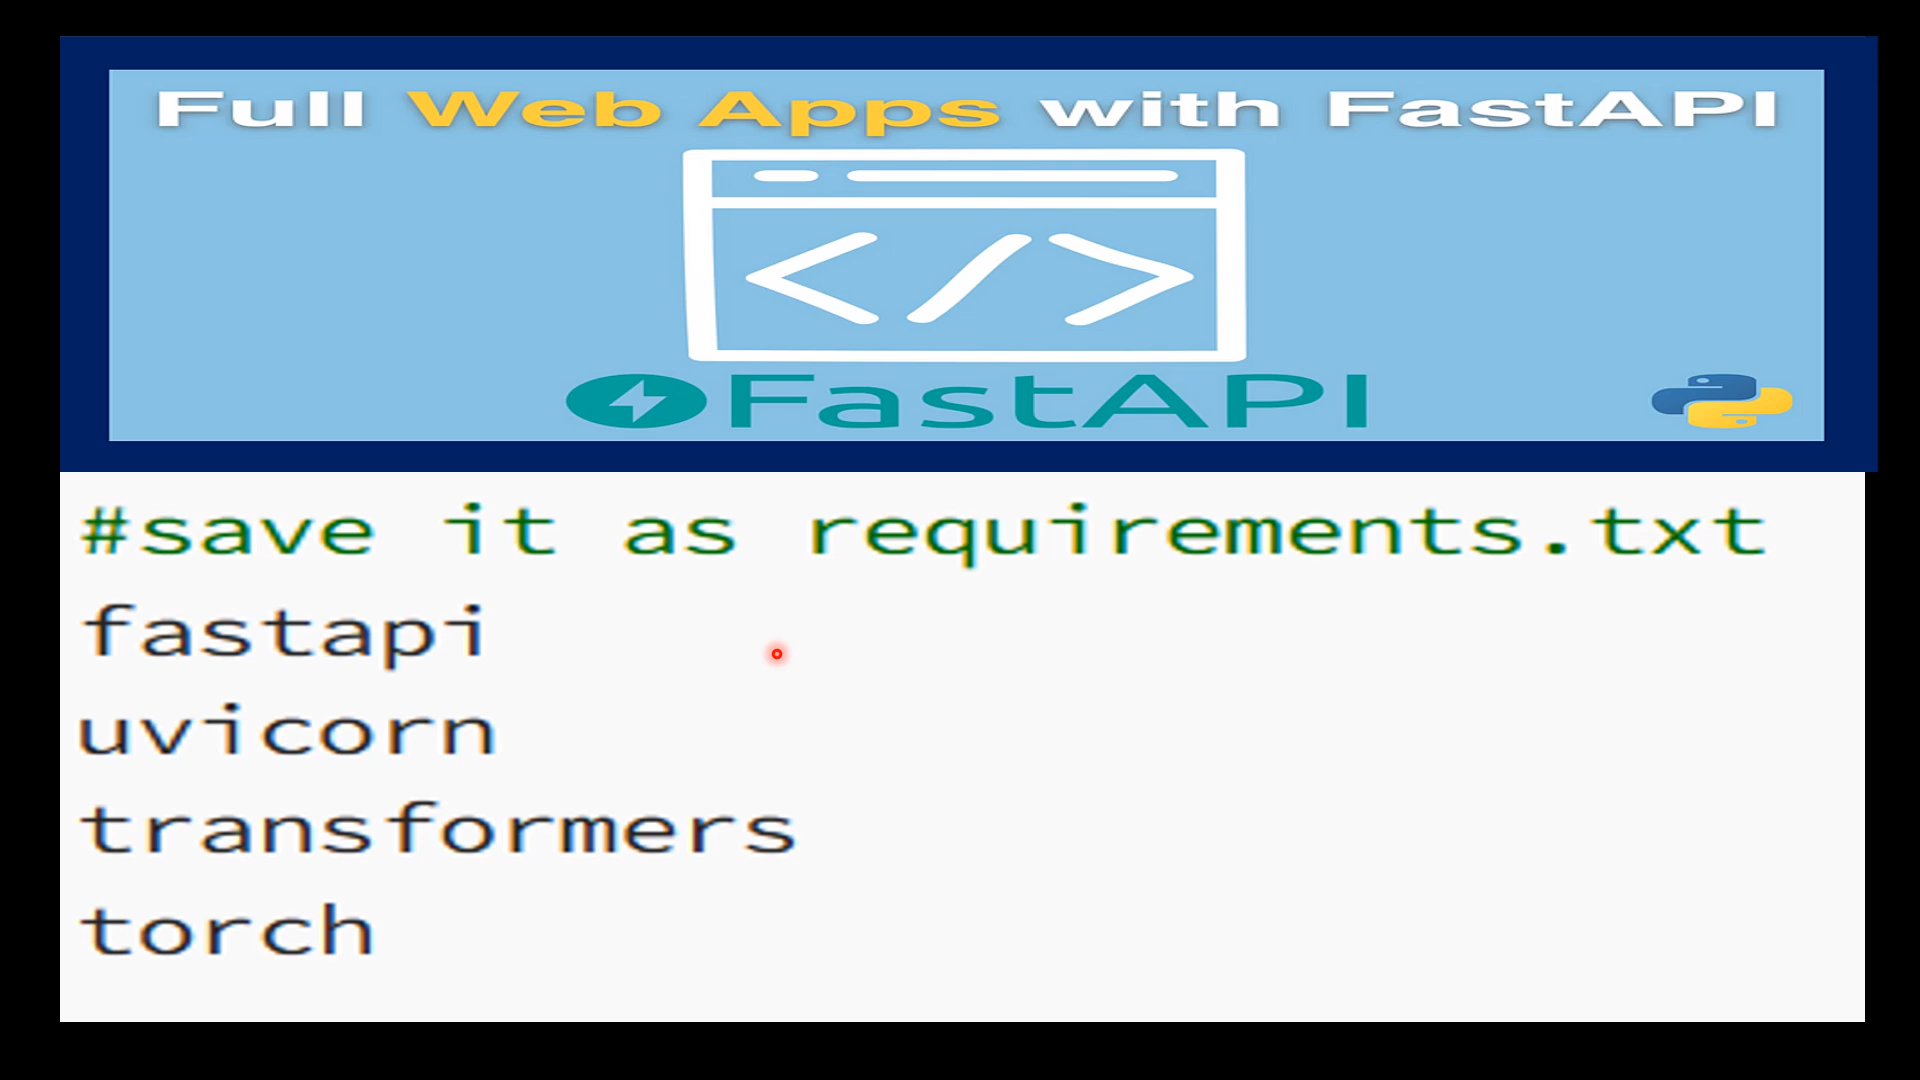 Full Web Apps with FastAPI
</>
FastAPI
#save it as requirements.txt
fastapi
uvicorn
transformers
torch